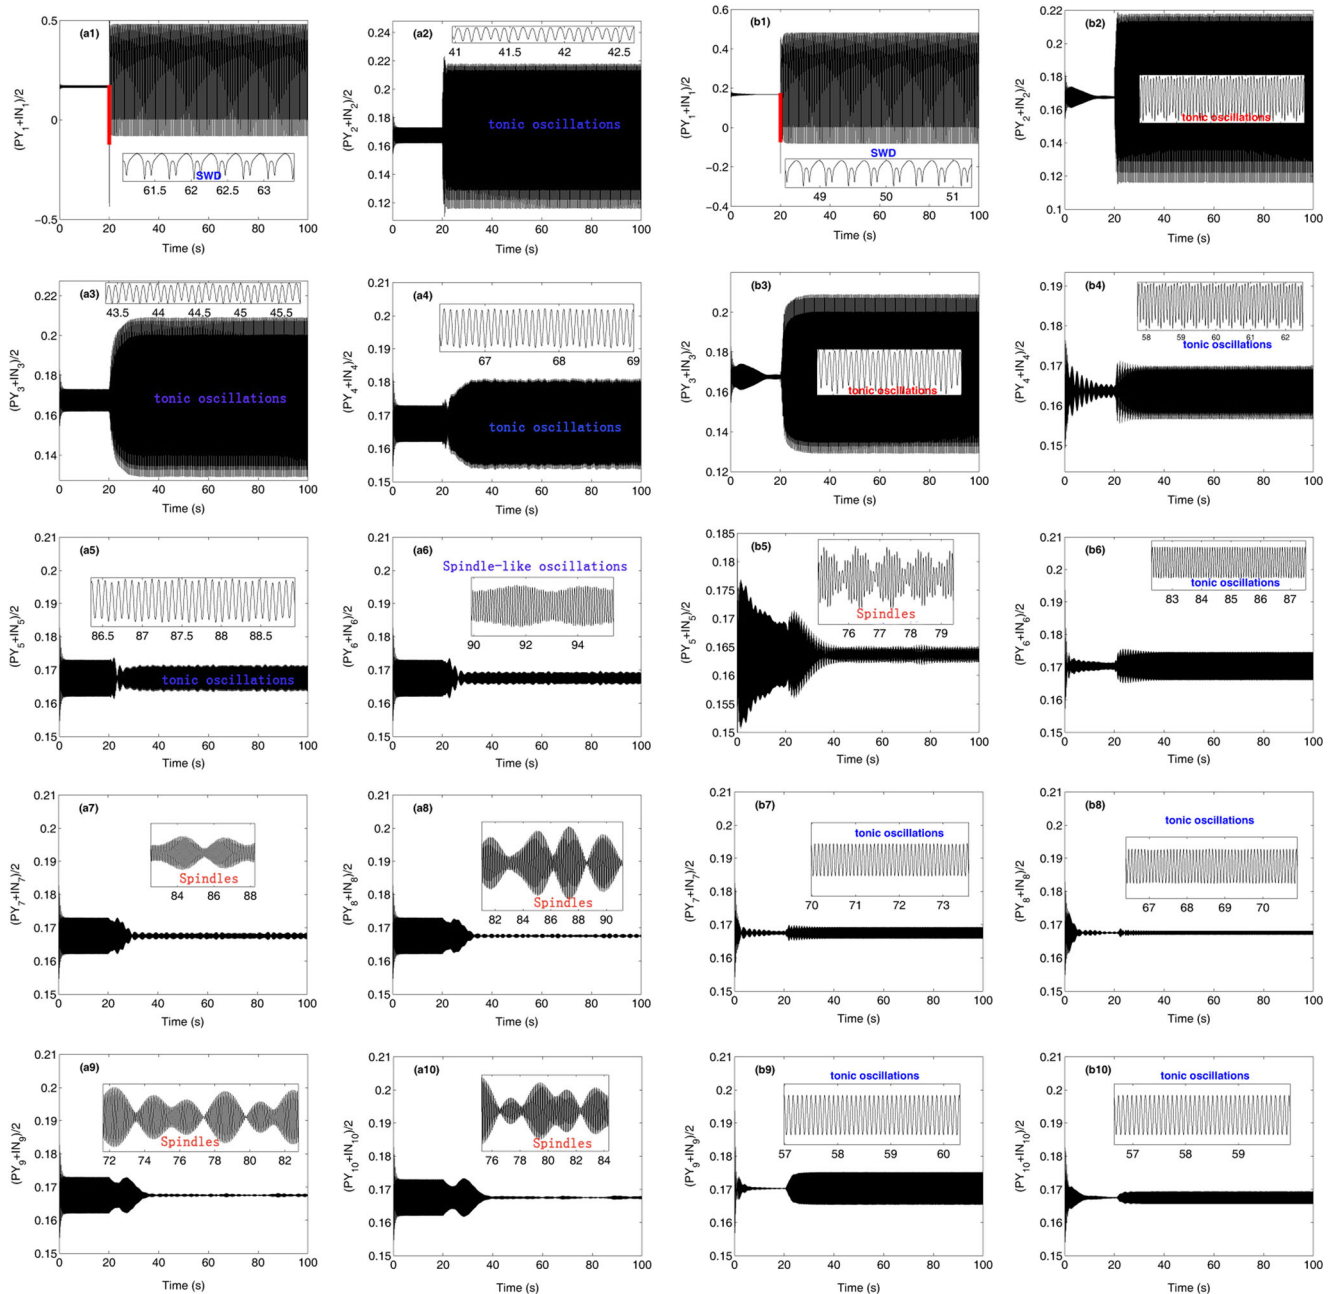 (a1)
(PY1+IN1)/2
0.5
0
−0.5
SWD
61.5 62 62.5 63
0 20 40 60 80 100
Time (s)
(a2)
(PY2+IN2)/2
0.24
0.22
0.2
0.18
0.16
0.14
0.12
41 41.5 42 42.5
tonic oscillations
0 20 40 60 80 100
Time (s)
(b1)
(PY1+IN1)/2
0.6
0.4
0.2
0
−0.2
−0.4
SWD
49 50 51
0 20 40 60 80 100
Time (s)
(b2)
(PY2+IN2)/2
0.22
0.2
0.18
0.16
0.14
0.12
0.1
tonic oscillations
0 20 40 60 80 100
Time (s)
(a3)
(PY3+IN3)/2
0.22
0.2
0.18
0.16
0.14
43.5 44 44.5 45 45.5
tonic oscillations
0 20 40 60 80 100
Time (s)
(a4)
(PY4+IN4)/2
0.21
0.2
0.19
0.18
0.17
0.16
0.15
67 68 69
tonic oscillations
0 20 40 60 80 100
Time (s)
(b3)
(PY3+IN3)/2
0.2
0.18
0.16
0.14
0.12
tonic oscillations
0 20 40 60 80 100
Time (s)
(b4)
(PY4+IN4)/2
0.19
0.18
0.17
0.16
0.15
58 59 60 61 62
tonic oscillations
0 20 40 60 80 100
Time (s)
(a5)
(PY5+IN5)/2
0.21
0.2
0.19
0.18
0.17
0.16
0.15
86.5 87 87.5 88 88.5
tonic oscillations
0 20 40 60 80 100
Time (s)
(a6)
(PY6+IN6)/2
0.21
0.2
0.19
0.18
0.17
0.16
0.15
Spindle-like oscillations
90 92 94
0 20 40 60 80 100
Time (s)
(b5)
(PY5+IN5)/2
0.185
0.18
0.175
0.17
0.165
0.16
0.155
0.15
Spindles
76 77 78 79
0 20 40 60 80 100
Time (s)
(b6)
(PY6+IN6)/2
0.21
0.2
0.19
0.18
0.17
0.16
0.15
tonic oscillations
83 84 85 86 87
0 20 40 60 80 100
Time (s)
(a7)
(PY7+IN7)/2
0.21
0.2
0.19
0.18
0.17
0.16
0.15
Spindles
84 86 88
0 20 40 60 80 100
Time (s)
(a8)
(PY8+IN8)/2
0.21
0.2
0.19
0.18
0.17
0.16
0.15
Spindles
82 84 86 88 90
0 20 40 60 80 100
Time (s)
(b7)
(PY7+IN7)/2
0.21
0.2
0.19
0.18
0.17
0.16
0.15
tonic oscillations
70 71 72 73
0 20 40 60 80 100
Time (s)
(b8)
(PY8+IN8)/2
0.21
0.2
0.19
0.18
0.17
0.16
0.15
tonic oscillations
67 68 69 70
0 20 40 60 80 100
Time (s)
(a9)
(PY9+IN9)/2
0.21
0.2
0.19
0.18
0.17
0.16
0.15
Spindles
72 74 76 78 80 82
0 20 40 60 80 100
Time (s)
(a10)
(PY10+IN10)/2
0.21
0.2
0.19
0.18
0.17
0.16
0.15
Spindles
76 78 80 82 84
0 20 40 60 80 100
Time (s)
(b9)
(PY9+IN9)/2
0.21
0.2
0.19
0.18
0.17
0.16
0.15
tonic oscillations
57 58 59 60
0 20 40 60 80 100
Time (s)
(b10)
(PY10+IN10)/2
0.21
0.2
0.19
0.18
0.17
0.16
0.15
tonic oscillations
57 58 59
0 20 40 60 80 100
Time (s)